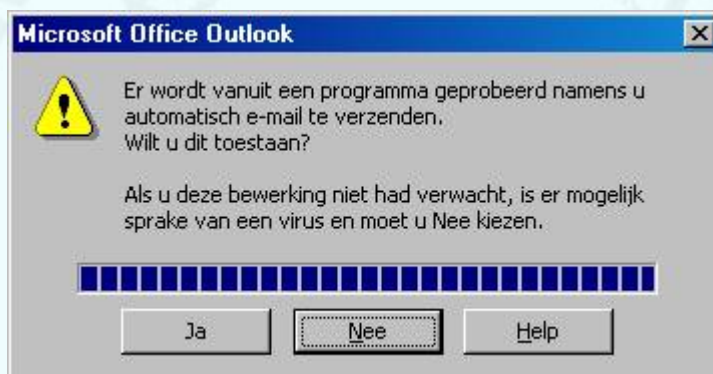 Microsoft Office Outlook
Er wordt vanuit een programma geprobeerd namens u
automatisch e-mail te verzenden.
Wilt u dit toestaan?
Als u deze bewerking niet had verwacht, is er mogelijk
sprake van een virus en moet u Nee kiezen.
Ja
Nee
Help